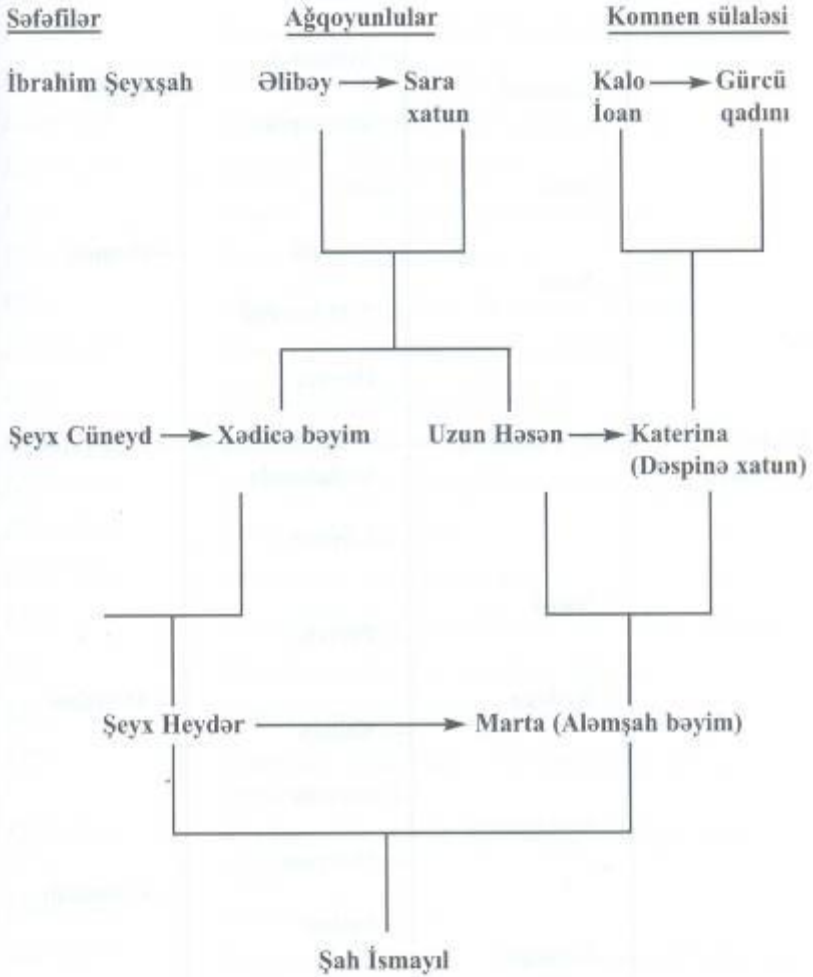 Səfəfilər
Ağqoyunlular
Komnen sülaləsi
İbrahim Şeyxşah
Əlibəy
Sara
xatun
Kalo
İoan
Gürcü
qadını
Şeyx Cüneyd
Xədicə bəyim
Uzun Həsən
Katerina
(Dəspinə xatun)
Şeyx Heydər
Marta (Aləmşah bəyim)
Şah İsmayıl